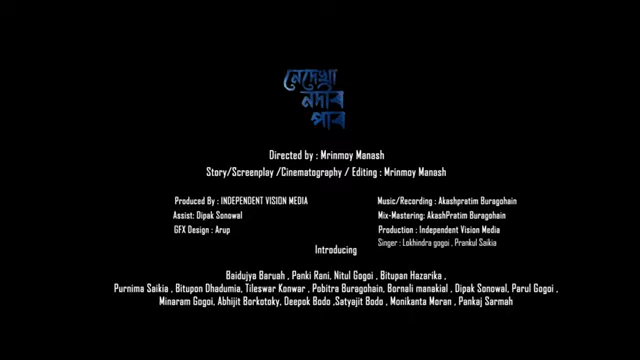 নেদেখা
নদীৰ
পাৰ
Directed by : Mrinmoy Manash
Story/Screenplay /Cinematography / Editing : Mrinmoy Manash
Produced By : INDEPENDENT VISION MEDIA
Music/Recording : Akashpratim Buragohain
Assist: Dipak Sonowal
Mix-Mastering: AkashPratim Buragohain
GFX Design : Arup
Production : Independent Vision Media
Singer : Lokhindra gogoi , Prankul Saikia
Introducing
Baidujya Baruah , Panki Rani, Nitul Gogoi , Bitupan Hazarika ,
Purnima Saikia , Bitupon Dhadumia, Tileswar Konwar , Pobitra Buragohain, Bornali manakial , Dipak Sonowal, Parul Gogoi ,
Minaram Gogoi, Abhijit Borkotoky, Deepok Bodo ,Satyajit Bodo , Monikanta Moran , Pankaj Sarmah